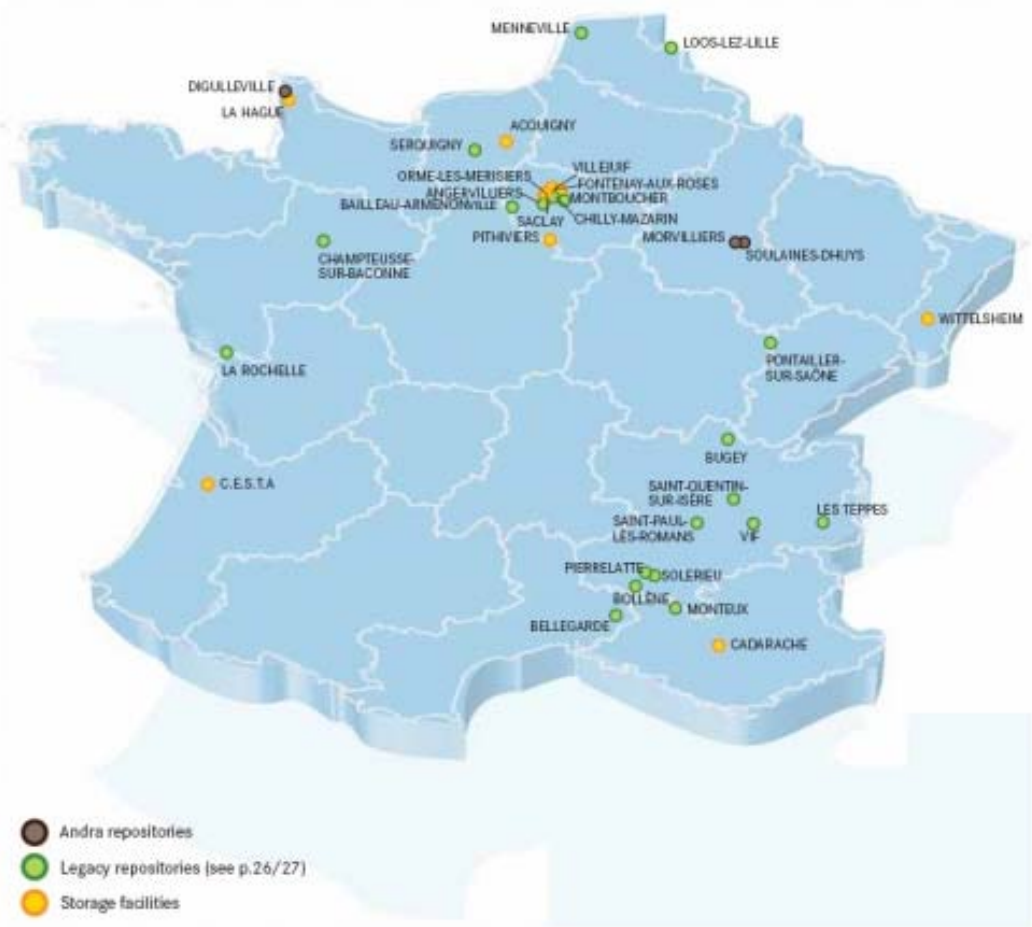 MENNEVILLE
LOOS-LEZ-LILLE
DIGULLEVILLE
LA HAGUE
ACQUIGNY
SERQUIGNY
VILLEJUIF
ORME-LES-MERISIERS
FONTENAY-AUX-ROSES
ANGERVILLIERS
MONTBOUCHER
BAILLEAU-ARMENONVILLE
SACLAY
CHILLY-MAZARIN
PITHIVIERS
MORVILLIERS
SOULAINES-DHUYS
CHAMPTEUSSE-
SUR-BACONNE
WITTELSHEIM
LA ROCHELLE
PONTAILLER-
SUR-SAÔNE
BUGEY
C.E.S.T.A
SAINT-QUENTIN-
SUR-ISÈRE
LES TEPPES
SAINT-PAUL-
LÈS-ROMANS
VIF
PIERRELATTE
SOLERIEU
BOLLÈNE
MONTEUX
BELLEGARDE
CADARACHE
Andra repositories
Legacy repositories (see p.26/27)
Storage facilities